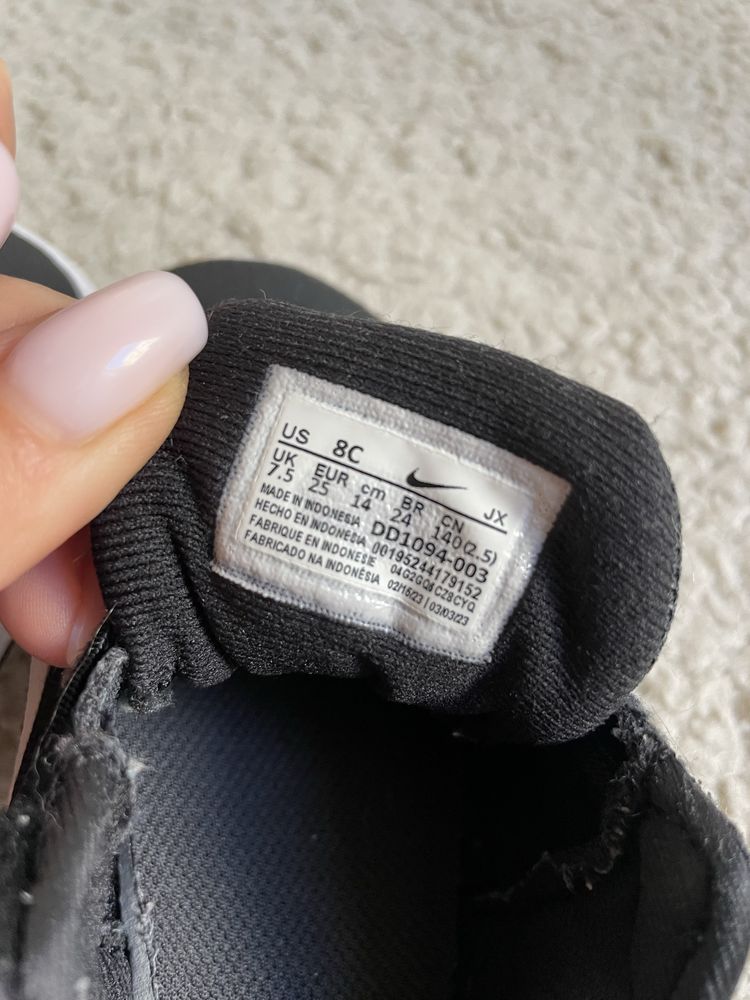 US 8C JX
UK EUR cm BR CN
7.5 25 14 24 140(2.5)
MADE IN INDONESIA DD1094-003
HECHO EN INDONESIA 00195244179152
FABRIQUE EN INDONESIE
FABRICADO NA INDONÉSIA 02/16/23 | 03/03/23